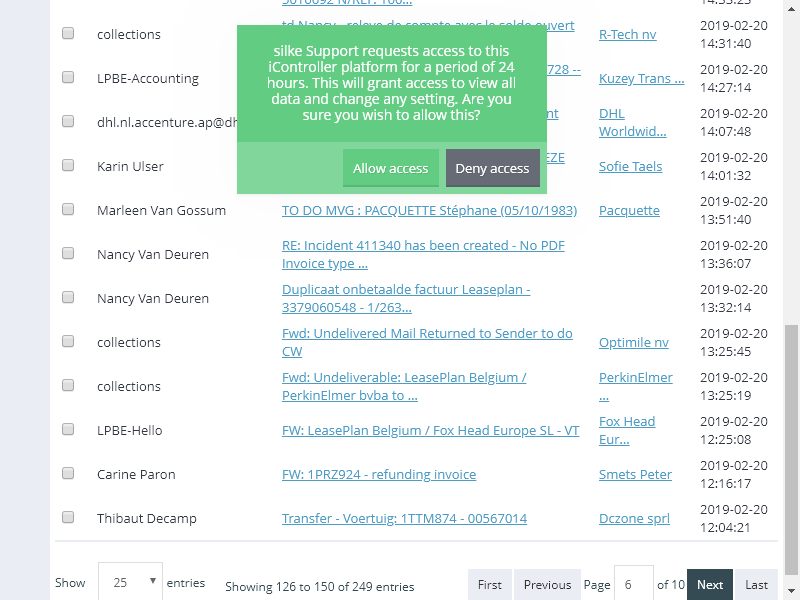 5016092 N/REF. 100...
14:33:25
collections
td Nancy - releve de compte avec le solde ouvert
R-Tech nv
2019-02-20
14:31:40
silke Support requests access to this
iController platform for a period of 24
hours. This will grant access to view all
data and change any setting. Are you
sure you wish to allow this?
Allow access
Deny access
LPBE-Accounting
728 --
Kuzey Trans ...
2019-02-20
14:27:14
dhl.nl.accenture.ap@dh
nt
DHL
Worldwid...
2019-02-20
14:07:48
Karin Ulser
EZE
Sofie Taels
2019-02-20
14:01:32
Marleen Van Gossum
TO DO MVG : PACQUETTE Stéphane (05/10/1983)
Pacquette
2019-02-20
13:51:40
Nancy Van Deuren
RE: Incident 411340 has been created - No PDF
Invoice type ...
2019-02-20
13:36:07
Nancy Van Deuren
Duplicaat onbetaalde factuur Leaseplan -
3379060548 - 1/263...
2019-02-20
13:32:14
collections
Fwd: Undelivered Mail Returned to Sender to do
CW
Optimile nv
2019-02-20
13:25:45
collections
Fwd: Undeliverable: LeasePlan Belgium /
PerkinElmer bvba to ...
PerkinElmer
...
2019-02-20
13:25:19
LPBE-Hello
FW: LeasePlan Belgium / Fox Head Europe SL - VT
Fox Head
Eur...
2019-02-20
12:25:08
Carine Paron
FW: 1PRZ924 - refunding invoice
Smets Peter
2019-02-20
12:16:17
Thibaut Decamp
Transfer - Voertuig: 1TTM874 - 00567014
Dczone sprl
2019-02-20
12:04:21
Show 25 entries
Showing 126 to 150 of 249 entries
First Previous Page 6 of 10 Next Last